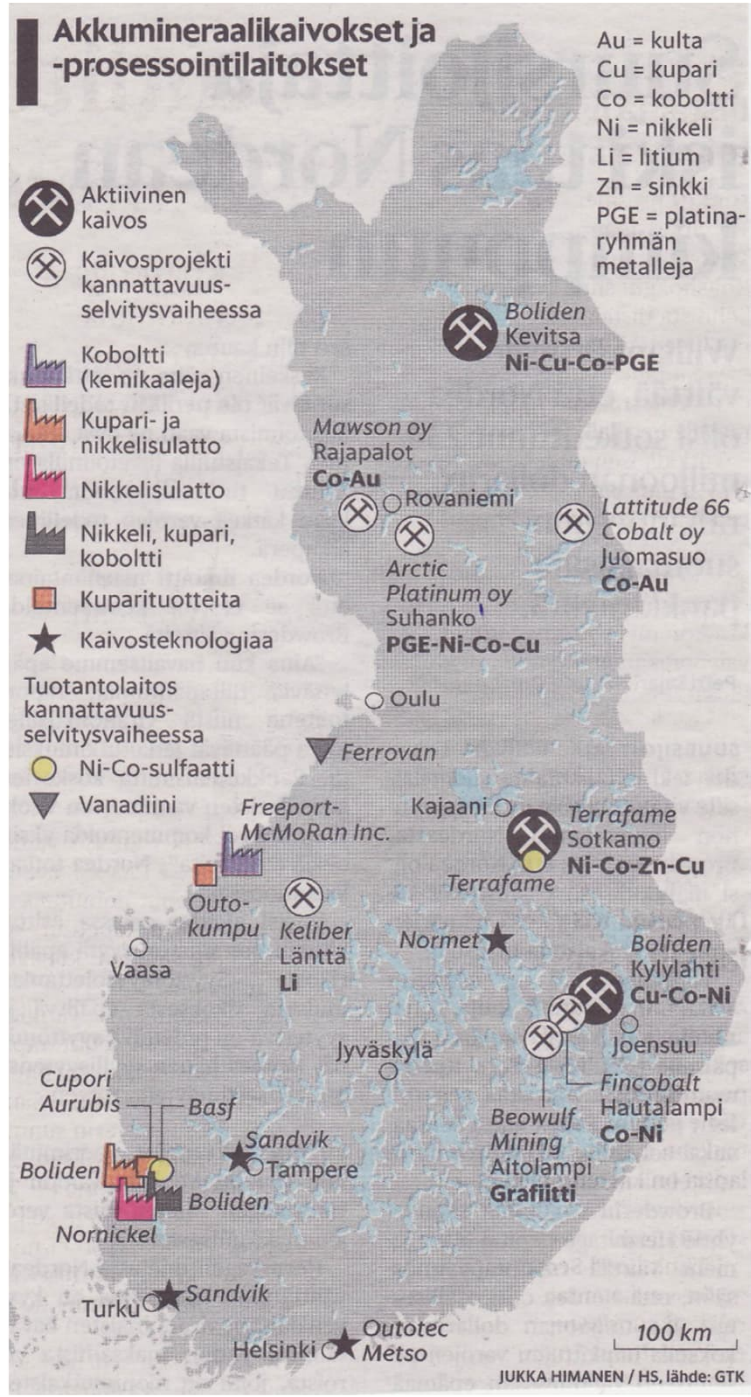 Akkumineraalikaivokset ja
-prosessointilaitokset
Au = kulta
Cu = kupari
Co = koboltti
Ni = nikkeli
Li = litium
Zn = sinkki
PGE = platina-
ryhmän
metalleja
Aktiivinen
kaivos
Kaivosprojekti
kannattavuus-
selvitysvaiheessa
Koboltti
(kemikaaleja)
Kupari- ja
nikkelisulatto
Nikkelisulatto
Nikkeli, kupari,
koboltti
Kuparituotteita
Kaivosteknologiaa
Tuotantolaitos
kannattavuus-
selvitysvaiheessa
Ni-Co-sulfaatti
Vanadiini
Boliden
Kevitsa
Ni-Cu-Co-PGE
Mawson oy
Rajapalot
Co-Au
Rovaniemi
Lattitude 66
Cobalt oy
Juomasuo
Co-Au
Arctic
Platinum oy
Suhanko
PGE-Ni-Co-Cu
Oulu
Ferrovan
Kajaani
Terrafame
Sotkamo
Ni-Co-Zn-Cu
Terrafame
Freeport-
McMoRan Inc.
Outo-
kumpu
Keliber
Länttä
Li
Vaasa
Normet
Boliden
Kylylahti
Cu-Co-Ni
Joensuu
Jyväskylä
Fincobalt
Hautalampi
Co-Ni
Beowulf
Mining
Aitolampi
Grafiitti
Cupori
Aurubis
Basf
Boliden
Sandvik
Tampere
Boliden
Nornickel
Turku
Sandvik
Helsinki
Outotec
Metso
100 km
JUKKA HIMANEN / HS, lähde: GTK